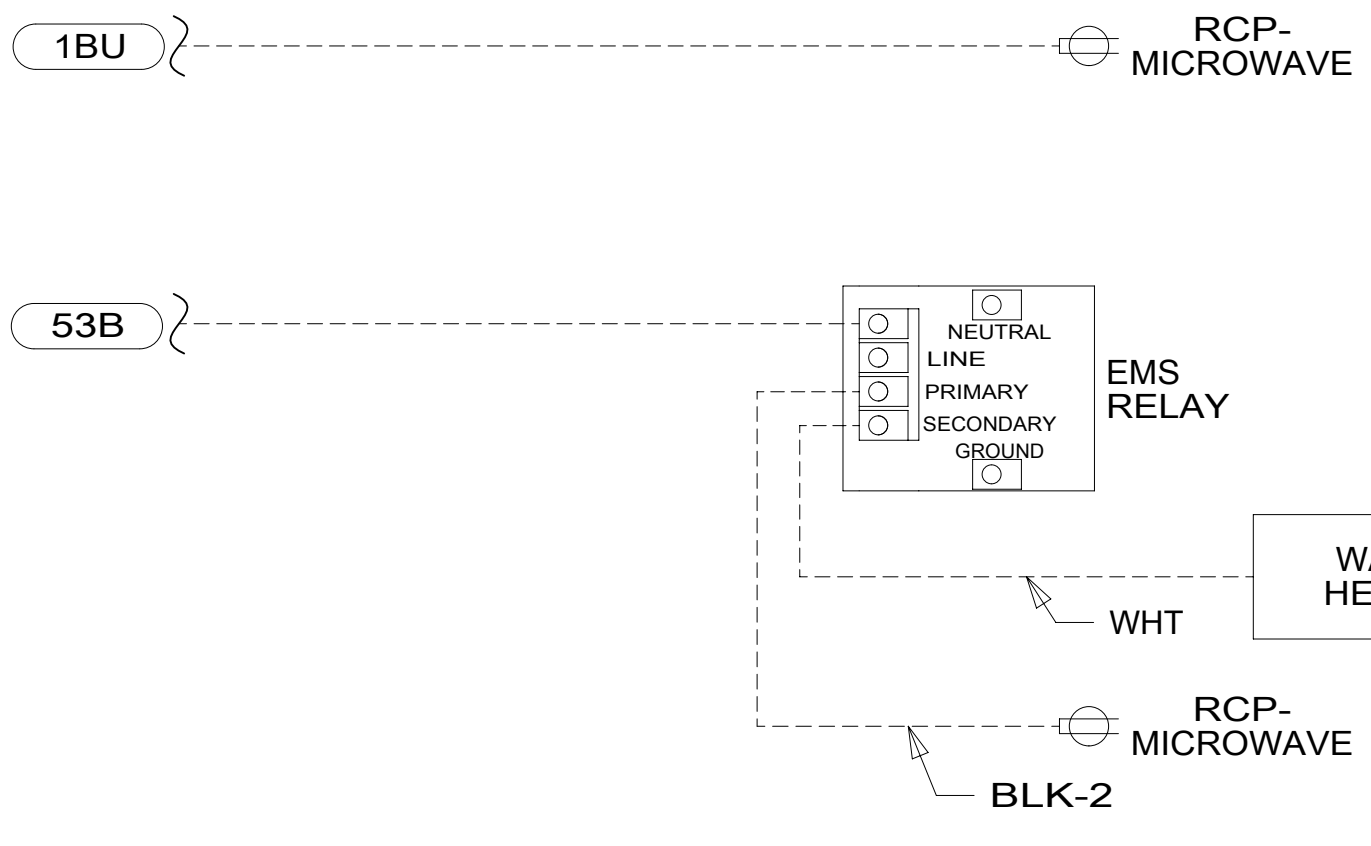 1BU
RCP-
MICROWAVE
53B
NEUTRAL
LINE
PRIMARY
SECONDARY
GROUND
EMS
RELAY
WHT
RCP-
MICROWAVE
BLK-2